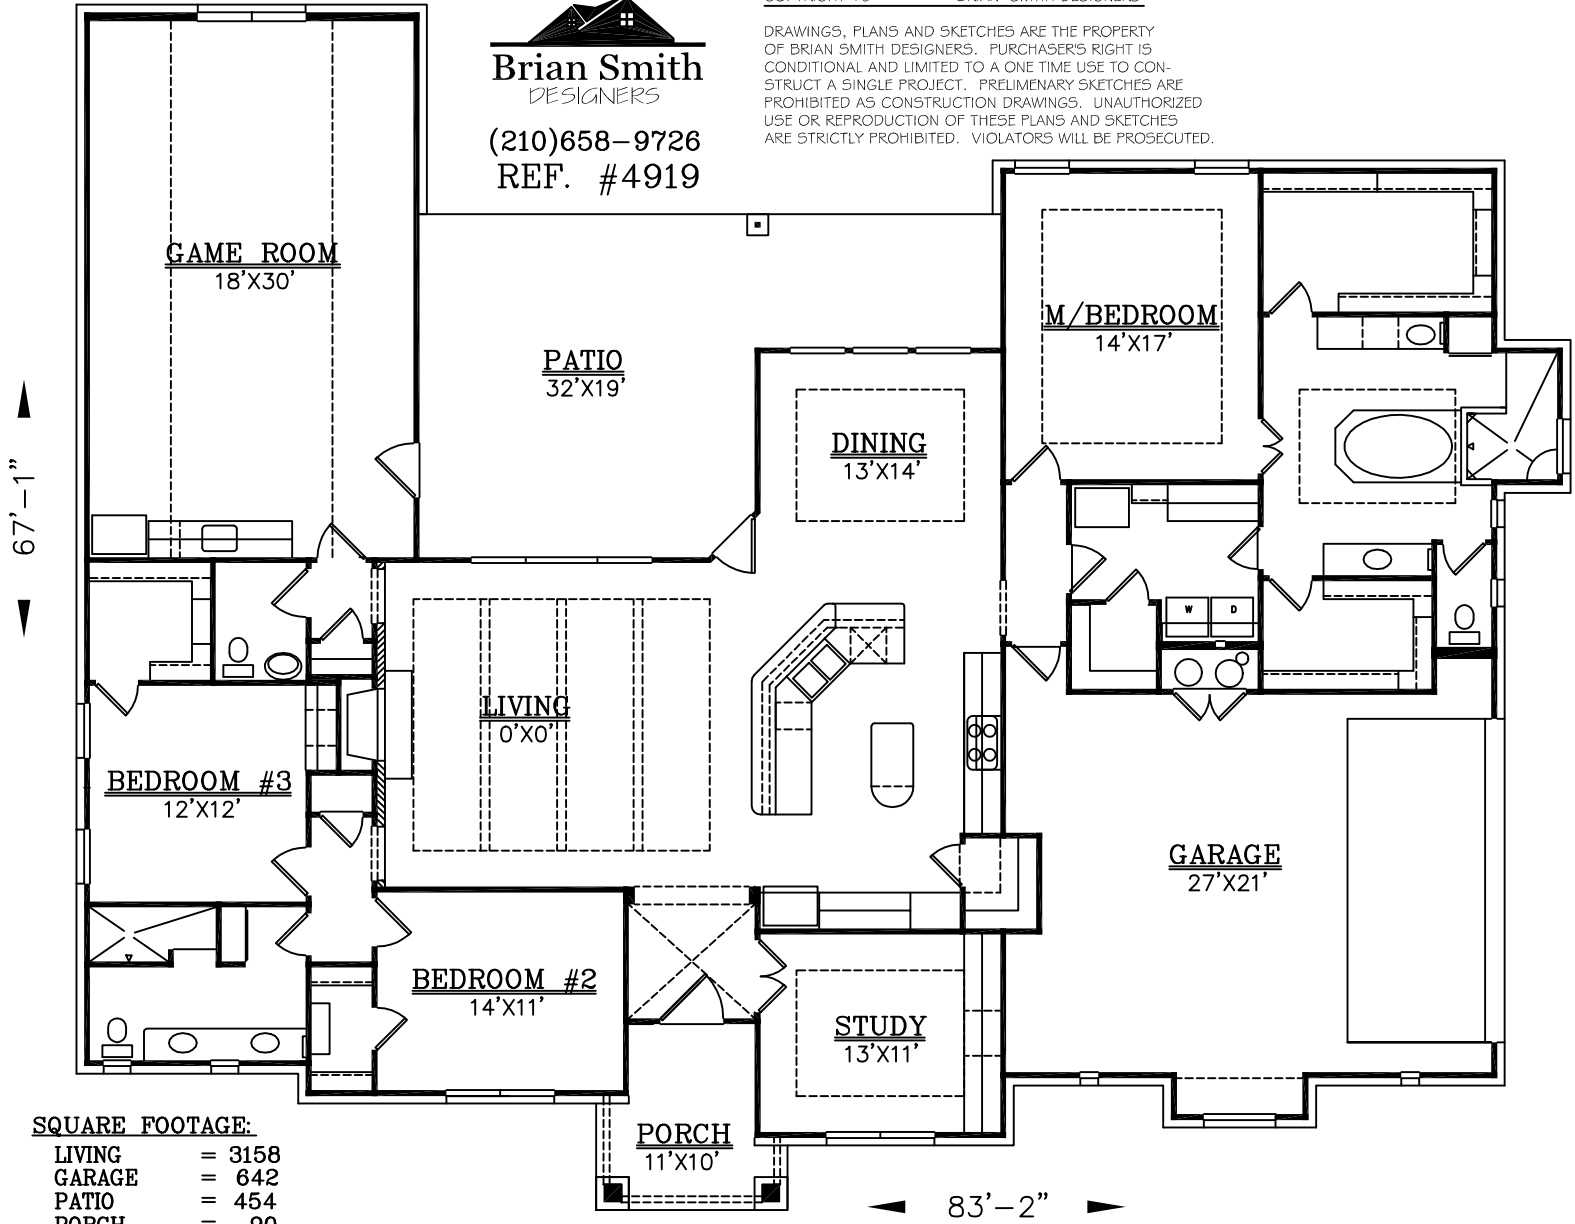 Brian Smith
DESIGNERS
(210)658-9726
REF. #4919
DRAWINGS, PLANS AND SKETCHES ARE THE PROPERTY
OF BRIAN SMITH DESIGNERS. PURCHASER'S RIGHT IS
CONDITIONAL AND LIMITED TO A ONE TIME USE TO CON-
STRUCT A SINGLE PROJECT. PRELIMENARY SKETCHES ARE
PROHIBITED AS CONSTRUCTION DRAWINGS. UNAUTHORIZED
USE OR REPRODUCTION OF THESE PLANS AND SKETCHES
ARE STRICTLY PROHIBITED. VIOLATORS WILL BE PROSECUTED.
GAME ROOM
18'X30'
PATIO
32'X19'
M/BEDROOM
14'X17'
DINING
13'X14'
67'-1"
W
D
LIVING
0'X0'
BEDROOM #3
12'X12'
GARAGE
27'X21'
BEDROOM #2
14'X11'
STUDY
13'X11'
PORCH
11'X10'
83'-2"
SQUARE FOOTAGE:
LIVING = 3158
GARAGE = 642
PATIO = 454
PORCH =